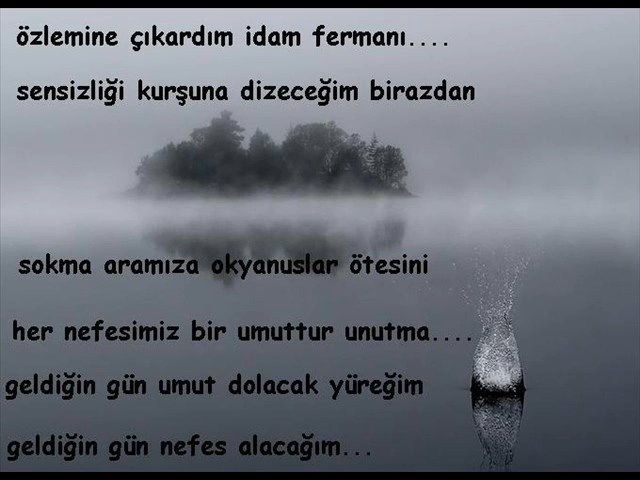 özlemine çıkardım idam fermanı....
sensizliği kurşuna dizeceğim birazdan
sokma aramıza okyanuslar ötesini
her nefesimiz bir umuttur unutma....
geldiğin gün umut dolacak yüreğim
geldiğin gün nefes alacağım...